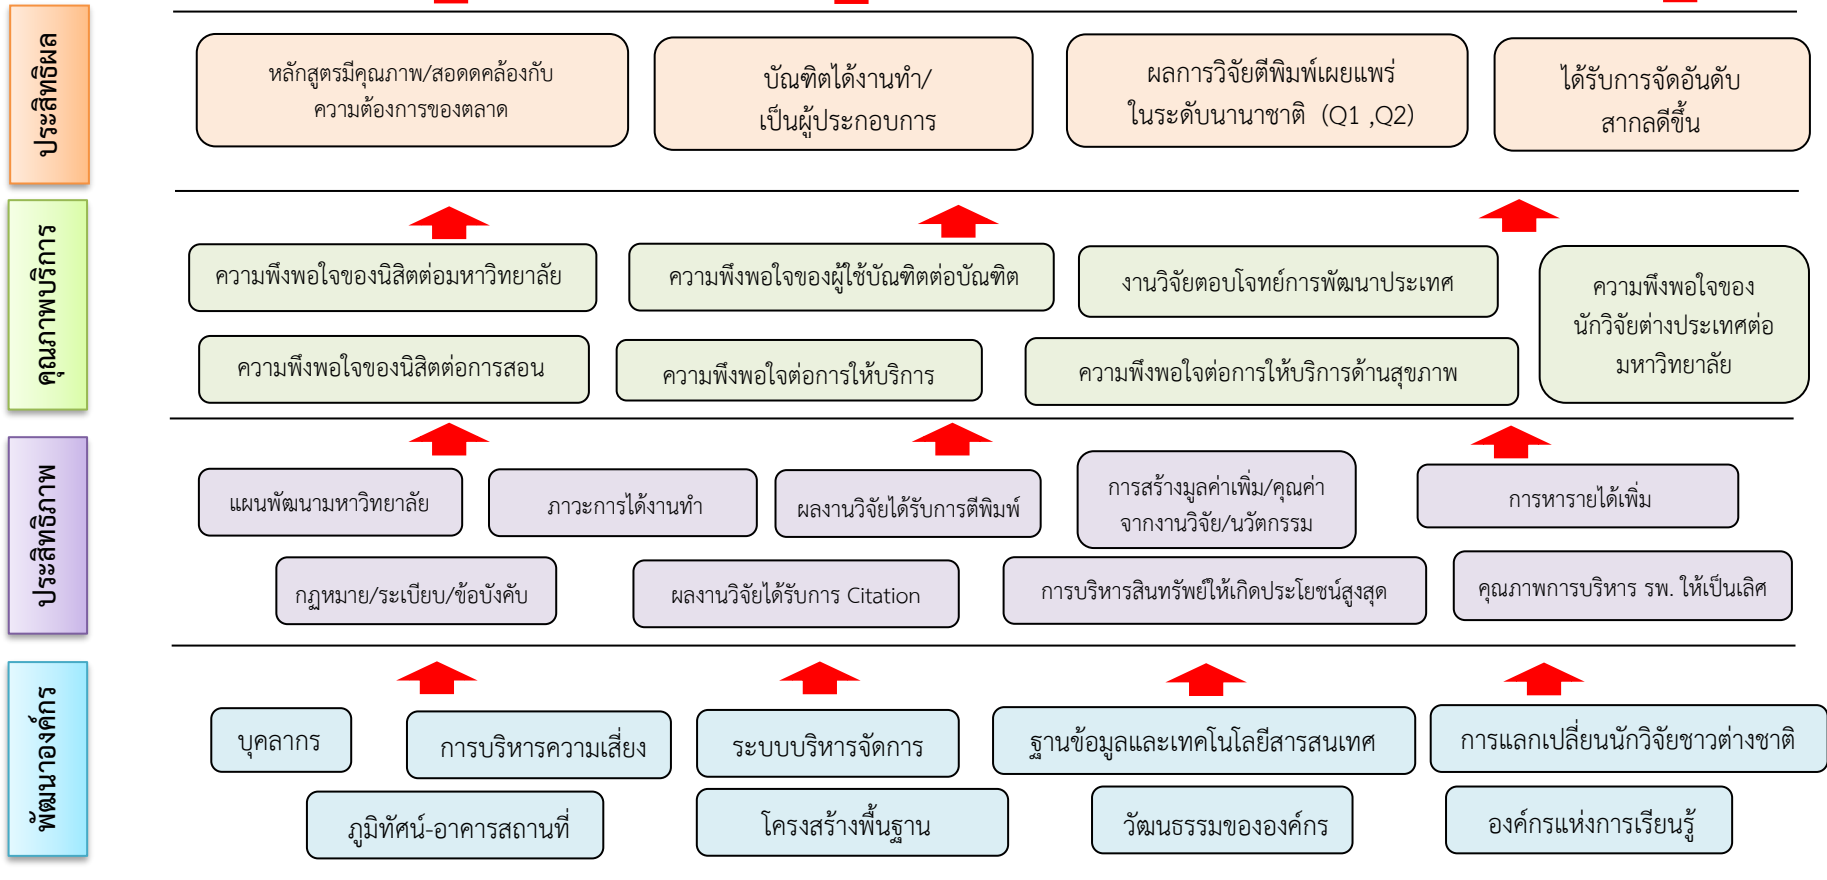 ประสิทธิผล
หลักสูตรมีคุณภาพ/สอดดคล้องกับ
ความต้องการของตลาด
บัณฑิตได้งานทำ/
เป็นผู้ประกอบการ
ผลการวิจัยตีพิมพ์เผยแพร่
ในระดับนานาชาติ (Q1 ,Q2)
ได้รับการจัดอันดับ
สากลดีขึ้น
คุณภาพบริการ
ความพึงพอใจของนิสิตต่อมหาวิทยาลัย
ความพึงพอใจของผู้ใช้บัณฑิตต่อบัณฑิต
งานวิจัยตอบโจทย์การพัฒนาประเทศ
ความพึงพอใจของ
นักวิจัยต่างประเทศต่อ
มหาวิทยาลัย
ความพึงพอใจของนิสิตต่อการสอน
ความพึงพอใจต่อการให้บริการ
ความพึงพอใจต่อการให้บริการด้านสุขภาพ
ประสิทธิภาพ
แผนพัฒนามหาวิทยาลัย
ภาวะการได้งานทำ
ผลงานวิจัยได้รับการตีพิมพ์
การสร้างมูลค่าเพิ่ม/คุณค่า
จากงานวิจัย/นวัตกรรม
การหารายได้เพิ่ม
กฏหมาย/ระเบียบ/ข้อบังคับ
ผลงานวิจัยได้รับการ Citation
การบริหารสินทรัพย์ให้เกิดประโยชน์สูงสุด
คุณภาพการบริหาร รพ. ให้เป็นเลิศ
พัฒนาองค์กร
บุคลากร
การบริหารความเสี่ยง
ระบบบริหารจัดการ
ฐานข้อมูลและเทคโนโลยีสารสนเทศ
การแลกเปลี่ยนนักวิจัยชาวต่างชาติ
ภูมิทัศน์-อาคารสถานที่
โครงสร้างพื้นฐาน
วัฒนธรรมขององค์กร
องค์กรแห่งการเรียนรู้